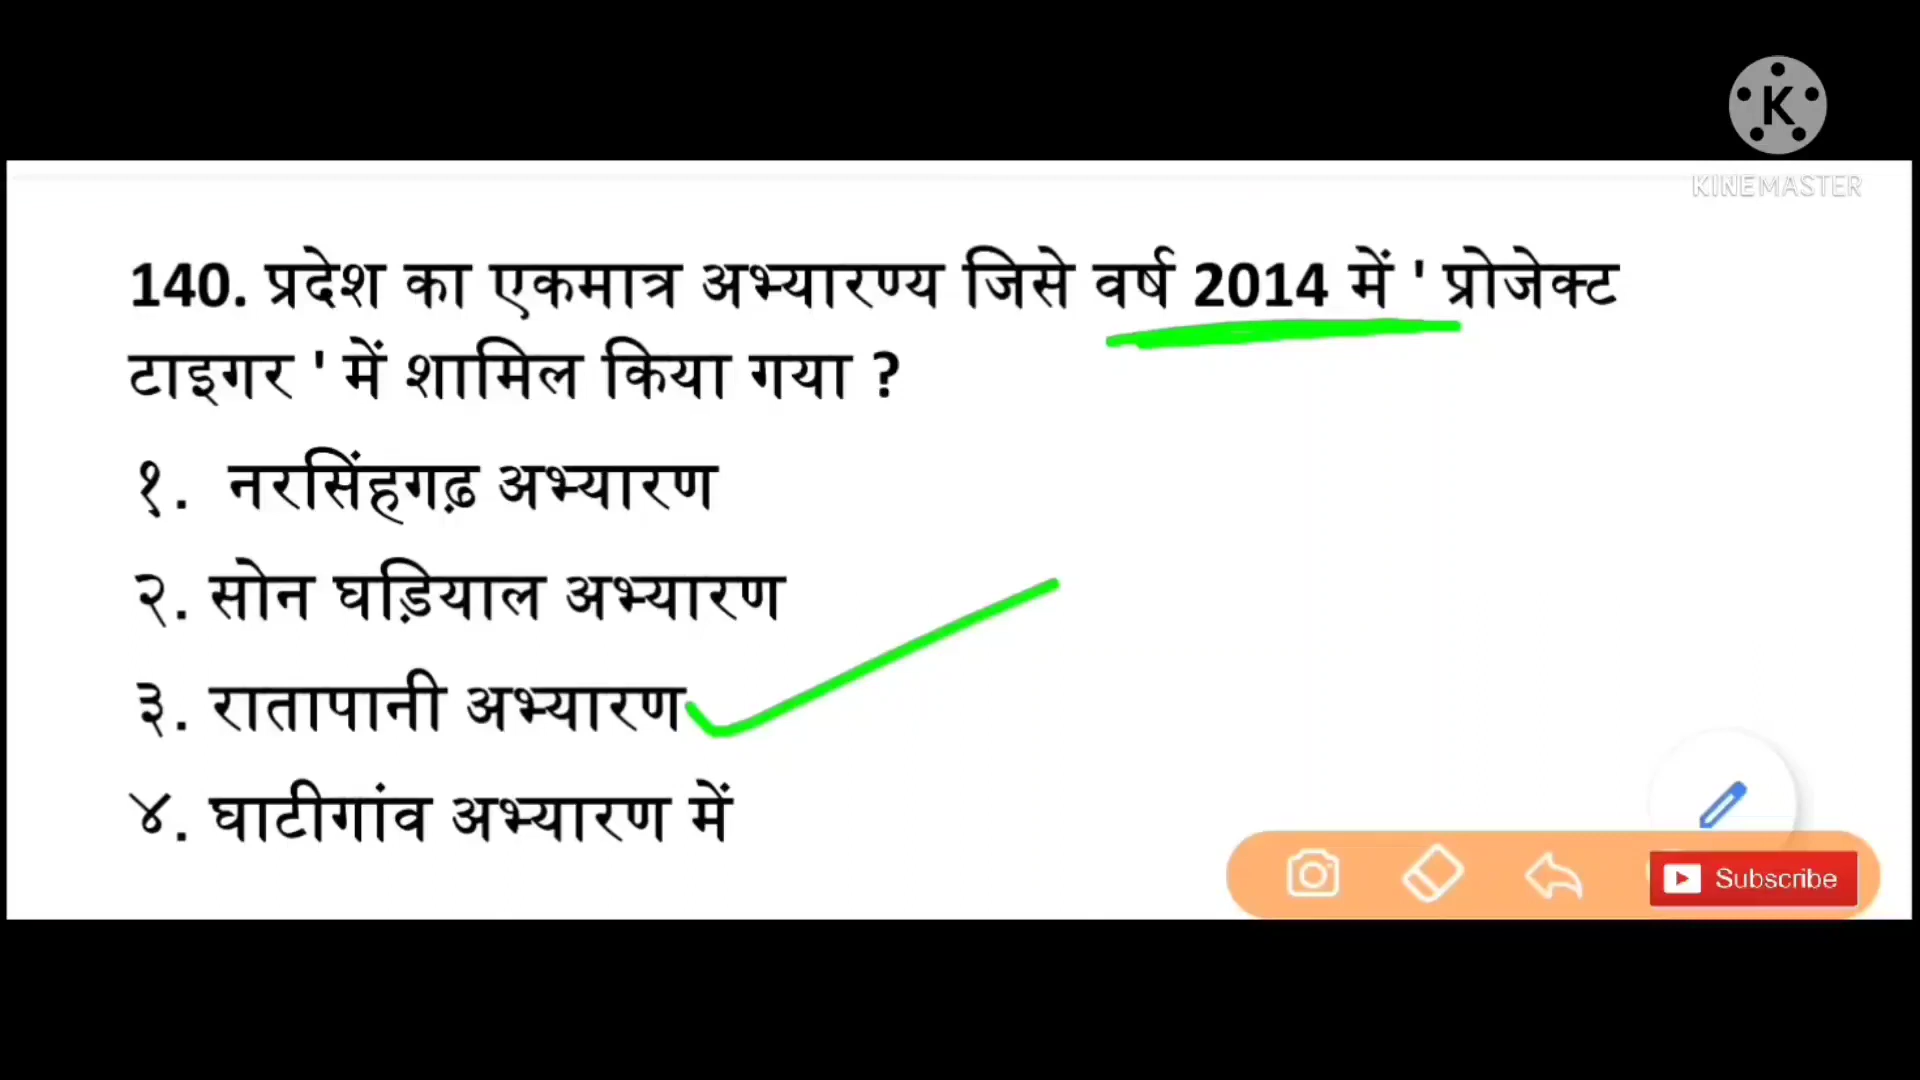 K
KINEMASTER
140. प्रदेश का एकमात्र अभ्यारण्य जिसे वर्ष 2014 में ' प्रोजेक्ट
टाइगर ' में शामिल किया गया ?
१. नरसिंहगढ़ अभ्यारण
२. सोन घड़ियाल अभ्यारण
३. रातापानी अभ्यारण
४. घाटीगांव अभ्यारण में
Subscribe